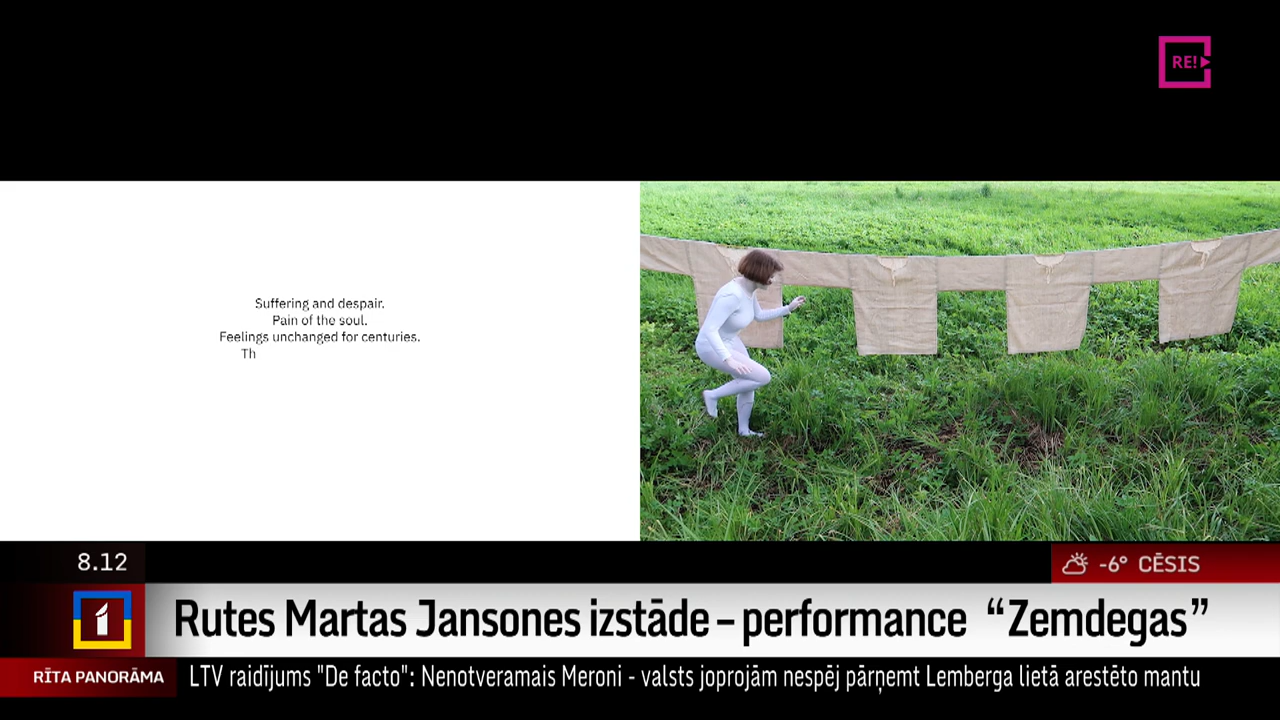 RE!
Suffering and despair.
Pain of the soul.
Feelings unchanged for centuries.
Th
8.12
-6° CĒSIS
1
Rutes Martas Jansones izstāde – performance “Zemdegas”
RĪTA PANORĀMA
LTV raidījums "De facto": Nenotveramais Meroni - valsts joprojām nespēj pārņemt Lemberga lietā arestēto mantu